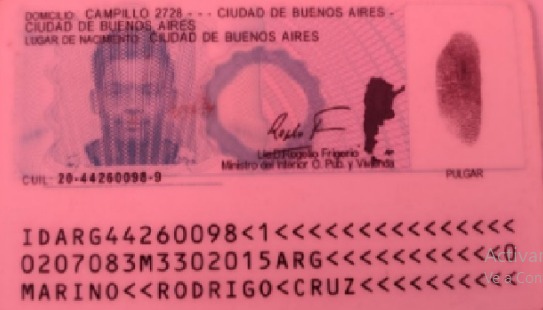 DOMICILIO: CAMPILLO 2728 - - - CIUDAD DE BUENOS AIRES -
CIUDAD DE BUENOS AIRES
LUGAR DE NACIMIENTO: CIUDAD DE BUENOS AIRES
Lic. Rogelio Frigerio
Ministro del Interior O. Pub. y Vivienda
PULGAR
CUIL: 20-44260098-9
IDARG44260098<1<<<<<<<<<<<<<<<
0207083M3302015ARG<<<<<<<<<<<0
MARINO<<RODRIGO<CRUZ<<<<<<<<<<
Activar
Ve a Con